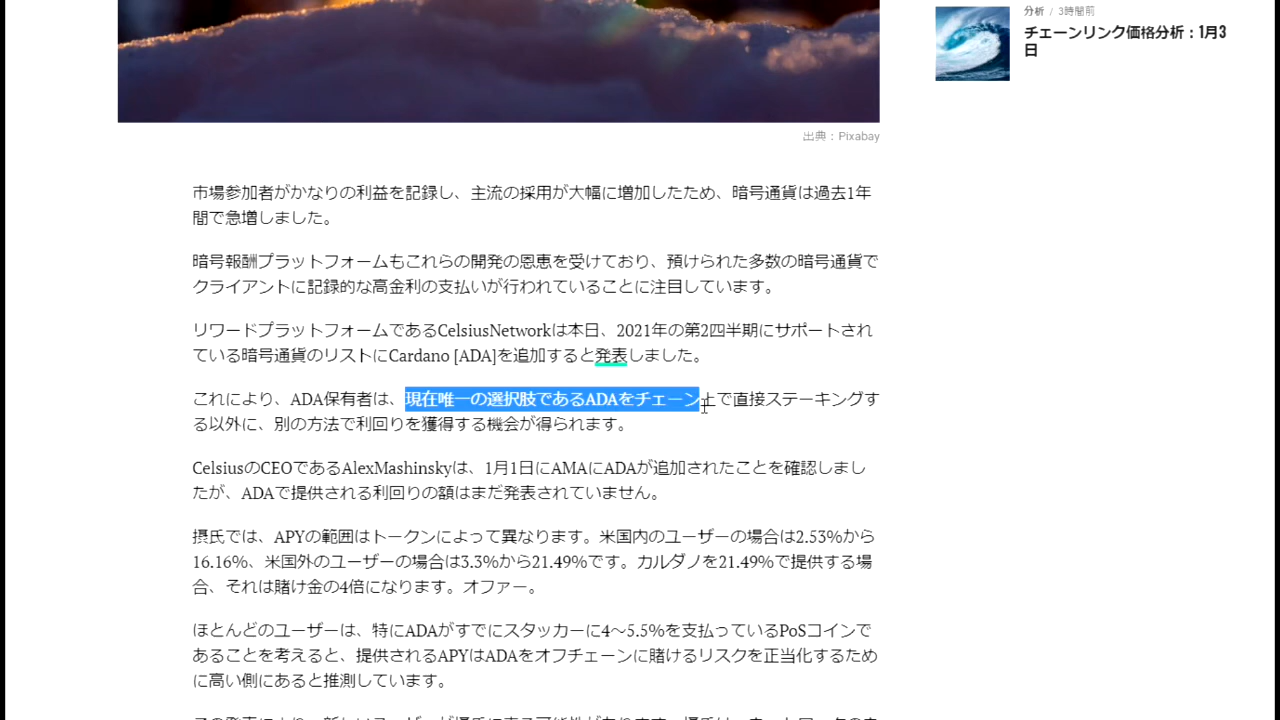 分析 / 3時間前
チェーンリンク価格分析：1月3
日
出典：Pixabay
市場参加者がかなりの利益を記録し、主流の採用が大幅に増加したため、暗号通貨は過去1年
間で急増しました。
暗号報酬プラットフォームもこれらの開発の恩恵を受けており、預けられた多数の暗号通貨で
クライアントに記録的な高金利の支払いが行われていることに注目しています。
リワードプラットフォームであるCelsiusNetworkは本日、2021年の第2四半期にサポートされ
ている暗号通貨のリストにCardano [ADA]を追加すると発表しました。
これにより、ADA保有者は、現在唯一の選択肢であるADAをチェーン上で直接ステーキングす
る以外に、別の方法で利回りを獲得する機会が得られます。
CelsiusのCEOであるAlexMashinskyは、1月1日にAMAにADAが追加されたことを確認しまし
たが、ADAで提供される利回りの額はまだ発表されていません。
摂氏では、APYの範囲はトークンによって異なります。米国内のユーザーの場合は2.53％から
16.16％、米国外のユーザーの場合は3.3％から21.49％です。カルダノを21.49％で提供する場
合、それは賭け金の4倍になります。オファー。
ほとんどのユーザーは、特にADAがすでにスタッカーに4〜5.5％を支払っているPoSコインで
あることを考えると、提供されるAPYはADAをオフチェーンに賭けるリスクを正当化するため
に高い側にあると推測しています。